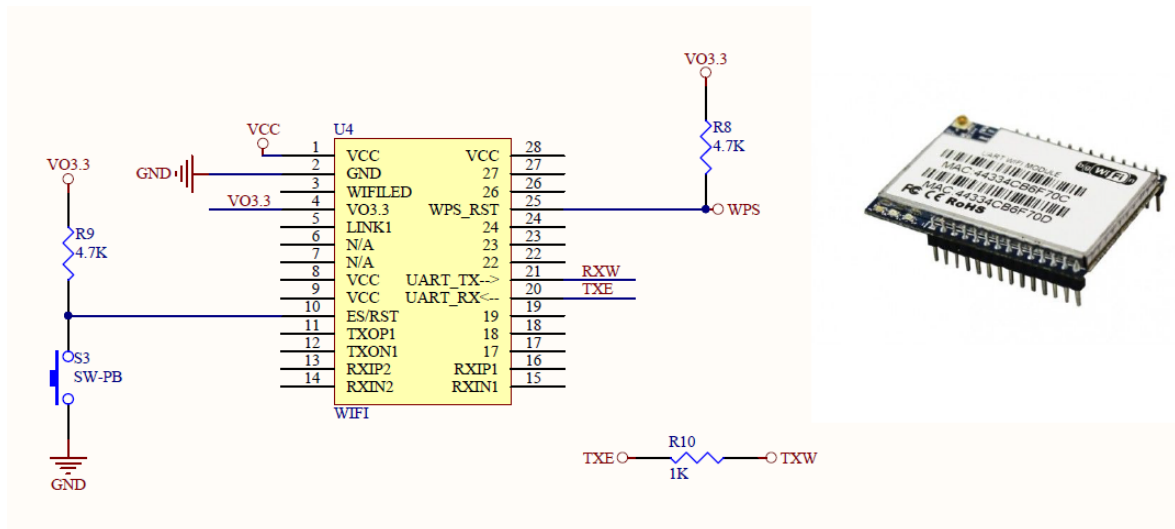 VCC
U4
1 VCC VCC 28
GND 2 GND 27 27
3 WIFILED 26 26
VO3.3 4 VO3.3 WPS_RST 25
5 LINK1 24 24
6 N/A 23 23
7 N/A 22 22
8 VCC UART_TX--> 21 RXW
9 VCC UART_RX<-- 20 TXE
10 ES/RST 19 19
11 TXOP1 18 18
12 TXON1 17 17
13 RXIP2 RXIP1 16
14 RXIN2 RXIN1 15
WIFI
VO3.3
R9
4.7K
S3
SW-PB
GND
VO3.3
R8
4.7K
WPS
R10
TXE TXW
1K
UART WIFI MODULE
MAC 44334CB6F70C
MAC 44334CB6F70D
FC CE RoHS
WiFi